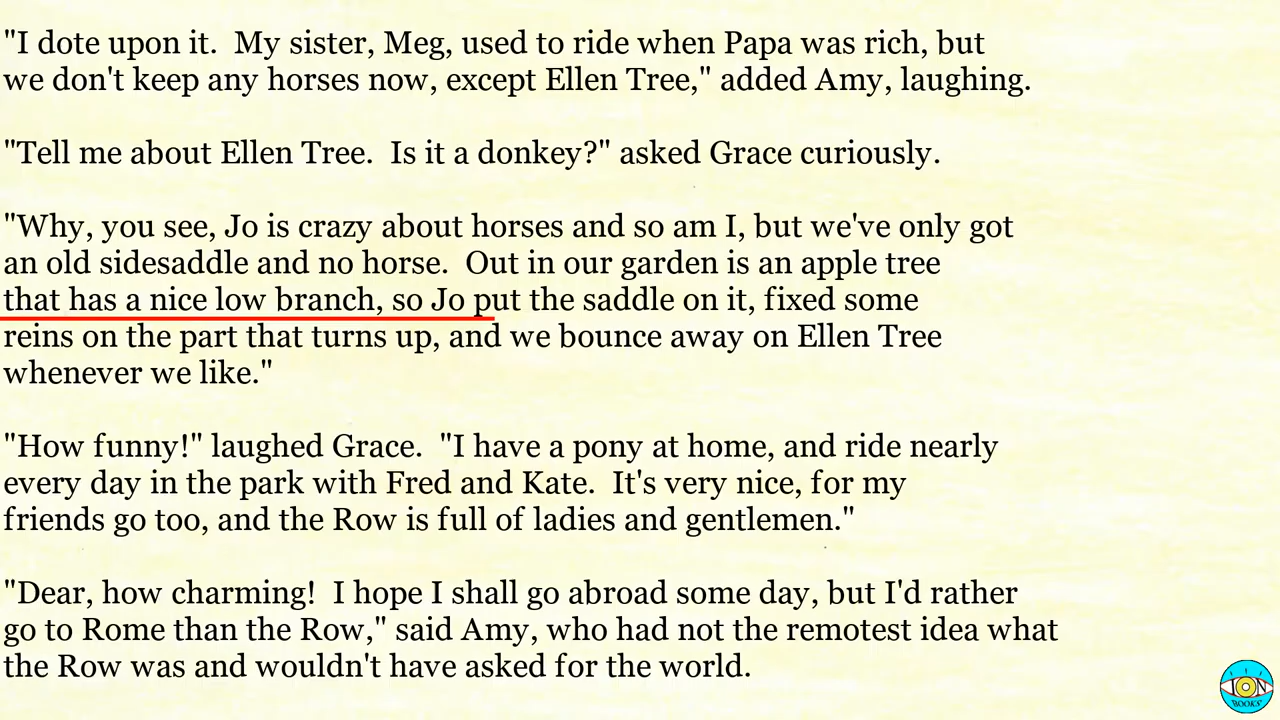 "I dote upon it.  My sister, Meg, used to ride when Papa was rich, but
we don't keep any horses now, except Ellen Tree," added Amy, laughing.
"Tell me about Ellen Tree.  Is it a donkey?" asked Grace curiously.
"Why, you see, Jo is crazy about horses and so am I, but we've only got
an old sidesaddle and no horse.  Out in our garden is an apple tree
that has a nice low branch, so Jo put the saddle on it, fixed some
reins on the part that turns up, and we bounce away on Ellen Tree
whenever we like."
"How funny!" laughed Grace.  "I have a pony at home, and ride nearly
every day in the park with Fred and Kate.  It's very nice, for my
friends go too, and the Row is full of ladies and gentlemen."
"Dear, how charming!  I hope I shall go abroad some day, but I'd rather
go to Rome than the Row," said Amy, who had not the remotest idea what
the Row was and wouldn't have asked for the world.
ION
BOOKS